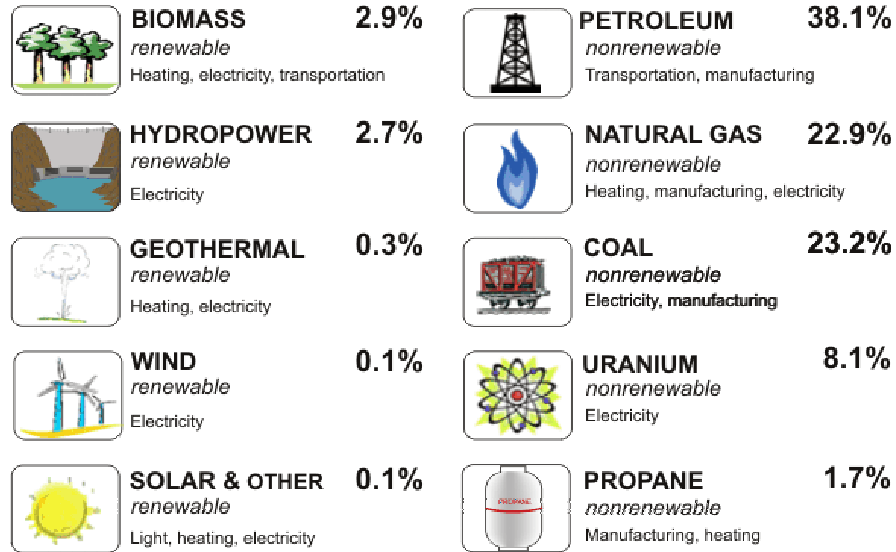 BIOMASS 2.9%
renewable
Heating, electricity, transportation
HYDROPOWER 2.7%
renewable
Electricity
GEOTHERMAL 0.3%
renewable
Heating, electricity
WIND 0.1%
renewable
Electricity
SOLAR & OTHER 0.1%
renewable
Light, heating, electricity
PETROLEUM 38.1%
nonrenewable
Transportation, manufacturing
NATURAL GAS 22.9%
nonrenewable
Heating, manufacturing, electricity
COAL 23.2%
nonrenewable
Electricity, manufacturing
URANIUM 8.1%
nonrenewable
Electricity
PROPANE 1.7%
PROPANE
nonrenewable
Manufacturing, heating